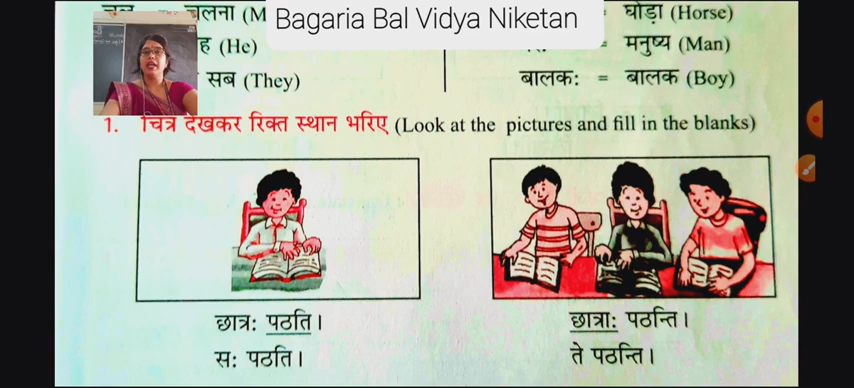 चलना
Bagaria Bal Vidya Niketan
घोड़ा (Horse)
ह (He)
= मनुष्य (Man)
सब (They)
बालक: = बालक (Boy)
1. चित्र देखकर रिक्त स्थान भरिए (Look at the pictures and fill in the blanks)
छात्र: पठति।
छात्रा: पठन्ति।
स: पठति।
ते पठन्ति।